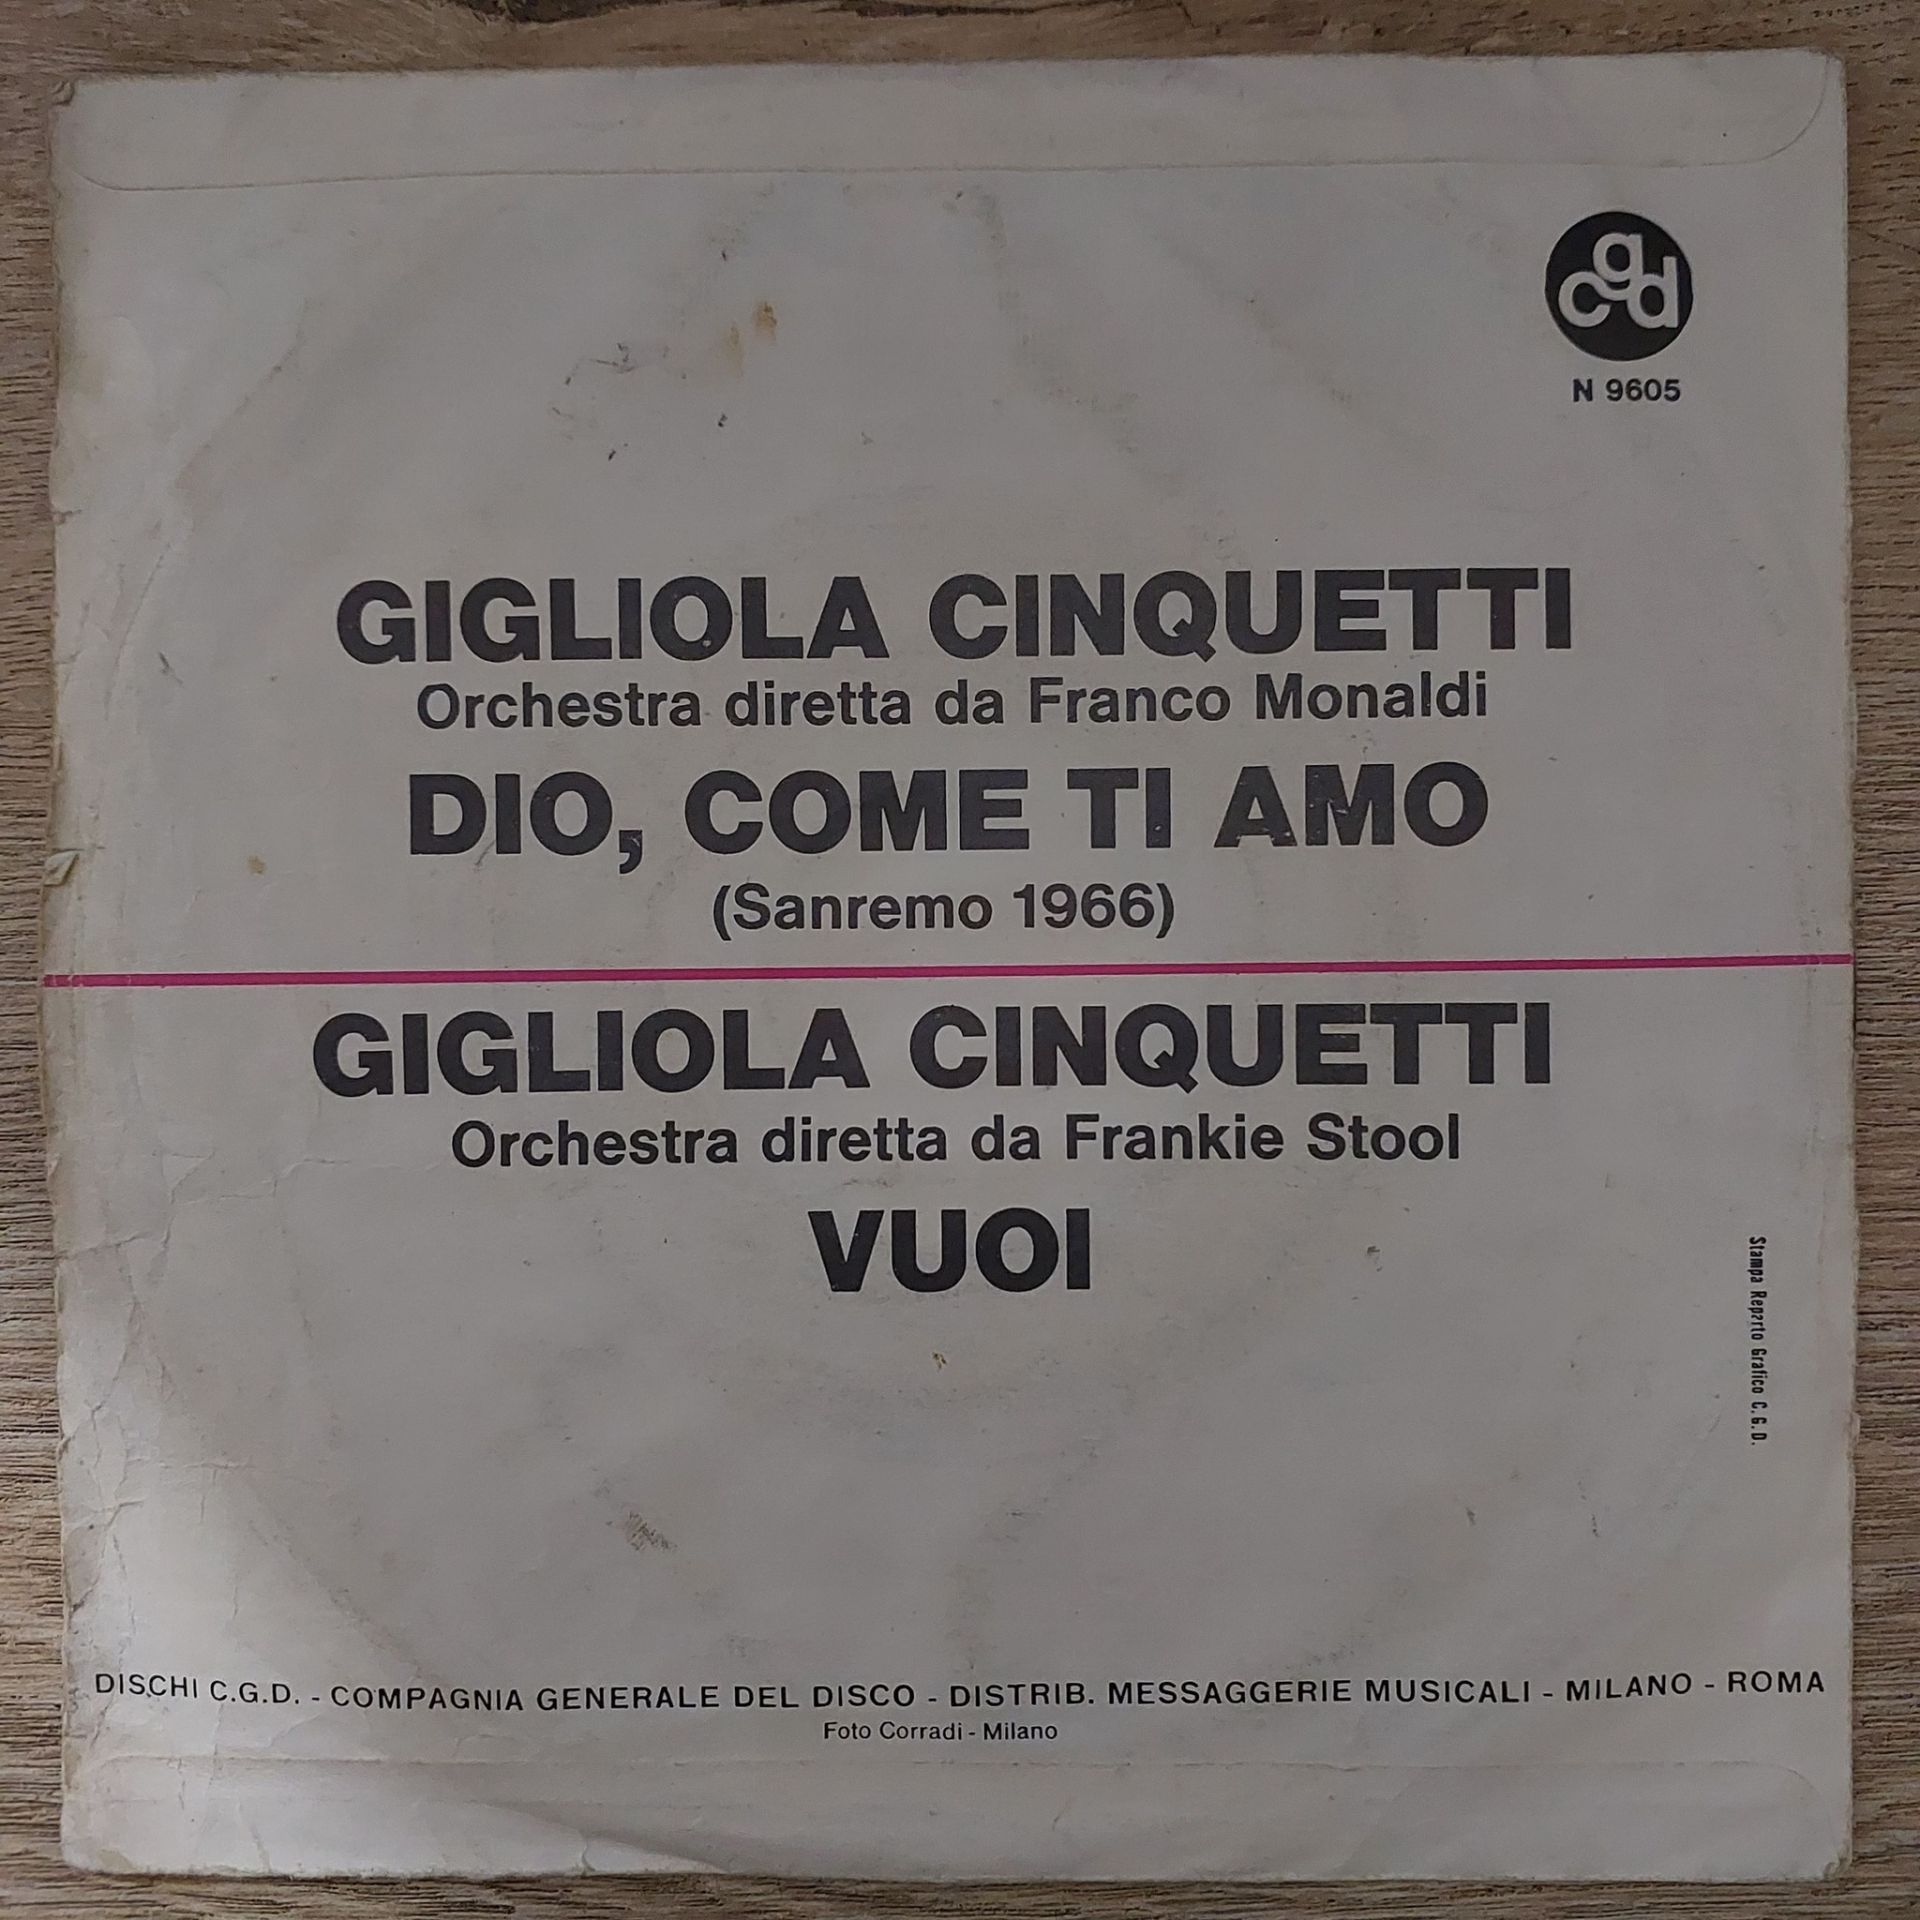 cgd
N 9605
GIGLIOLA CINQUETTI
Orchestra diretta da Franco Monaldi
DIO, COME TI AMO
(Sanremo 1966)
GIGLIOLA CINQUETTI
Orchestra diretta da Frankie Stool
VUOI
Stampa Reparto Grafico C.G.D.
DISCHI C.G.D. - COMPAGNIA GENERALE DEL DISCO - DISTRIB. MESSAGGERIE MUSICALI - MILANO - ROMA
Foto Corradi - Milano